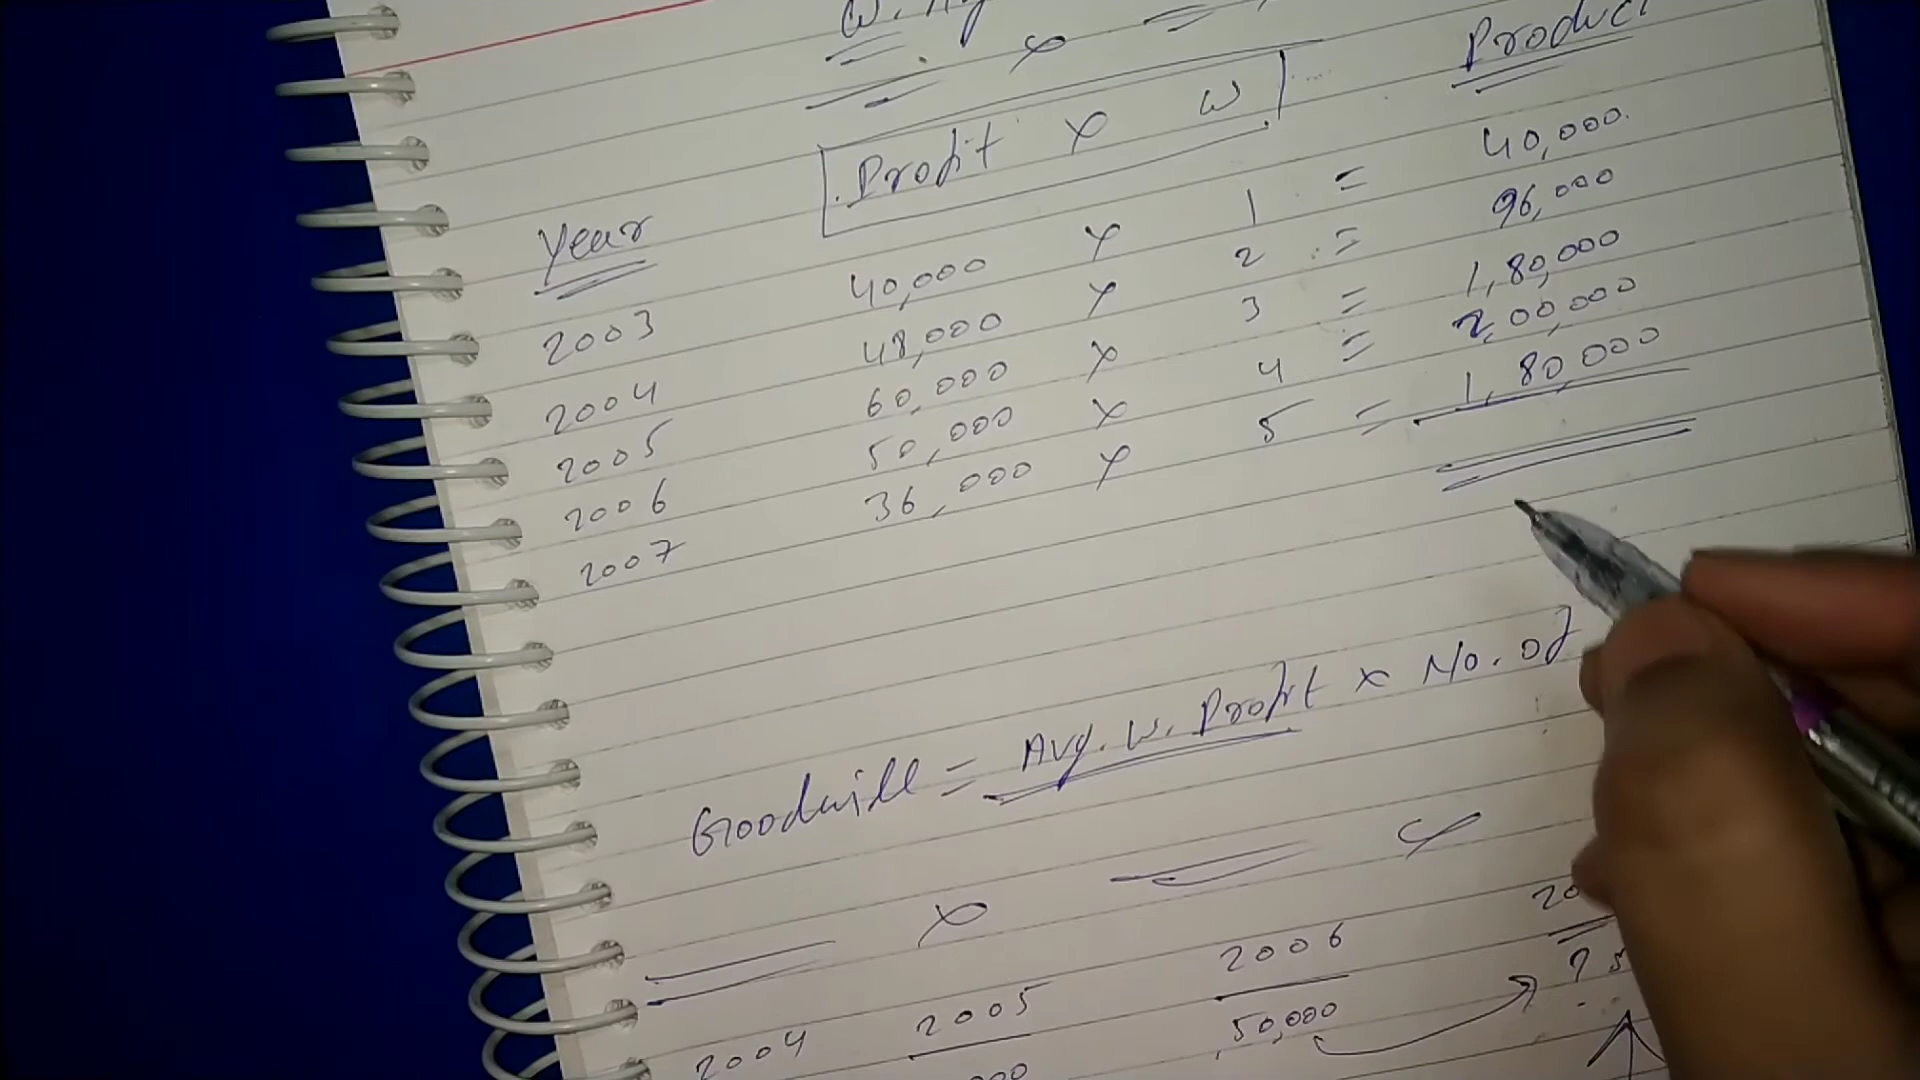 Product
Profit × W
Year
2003 40,000 × 1 = 40,000
2004 48,000 × 2 = 96,000
2005 60,000 × 3 = 1,80,000
2006 50,000 × 4 = 2,00,000
2007 36,000 × 5 = 1,80,000
Goodwill = Avg. W. Profit × No. of
2004 2005 2006
50,000